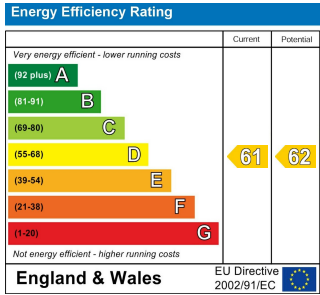 Energy Efficiency Rating
Current Potential
Very energy efficient - lower running costs
(92 plus) A
(81-91) B
(69-80) C
(55-68) D 61 62
(39-54) E
(21-38) F
(1-20) G
Not energy efficient - higher running costs
England & Wales
EU Directive
2002/91/EC